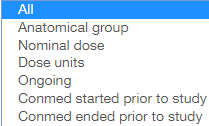 All
Anatomical group
Nominal dose
Dose units
Ongoing
Conmed started prior to study
Conmed ended prior to study